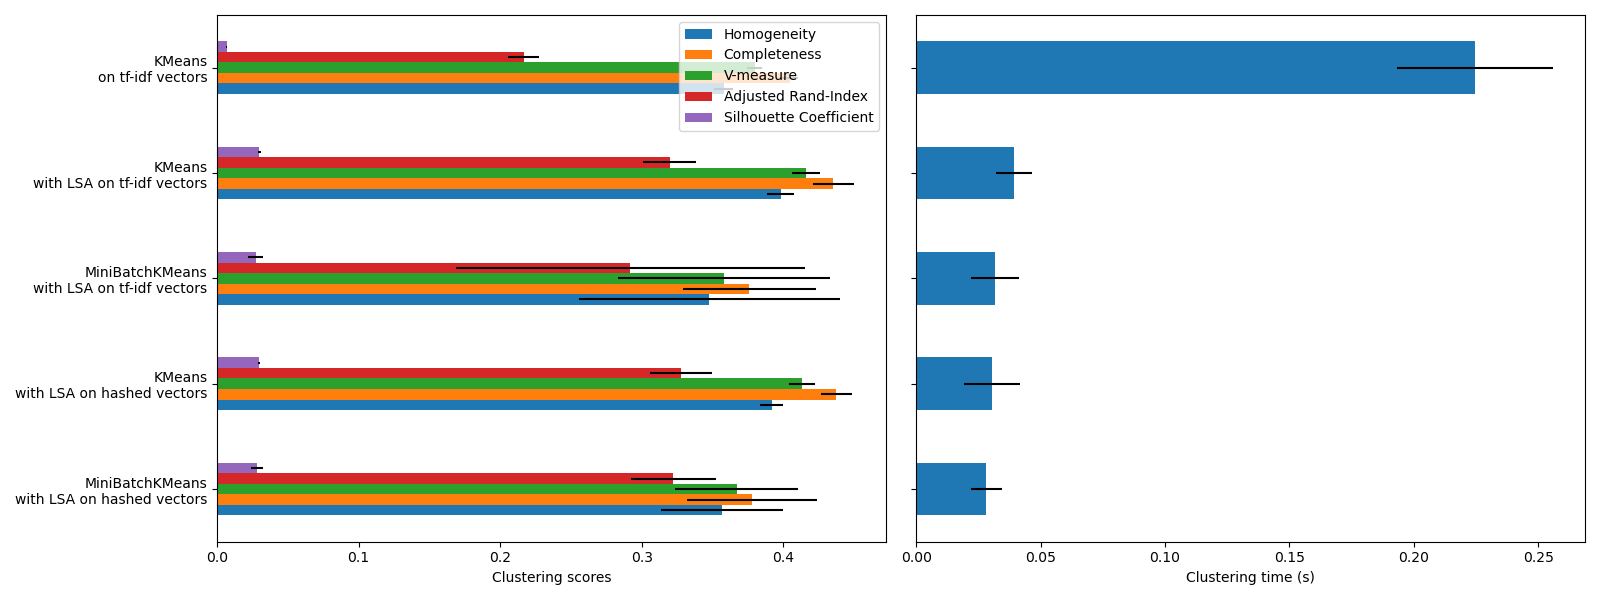 KMeans
on tf-idf vectors
KMeans
with LSA on tf-idf vectors
MiniBatchKMeans
with LSA on tf-idf vectors
KMeans
with LSA on hashed vectors
MiniBatchKMeans
with LSA on hashed vectors
Homogeneity
Completeness
V-measure
Adjusted Rand-Index
Silhouette Coefficient
0.0 0.1 0.2 0.3 0.4
Clustering scores
0.00 0.05 0.10 0.15 0.20 0.25
Clustering time (s)